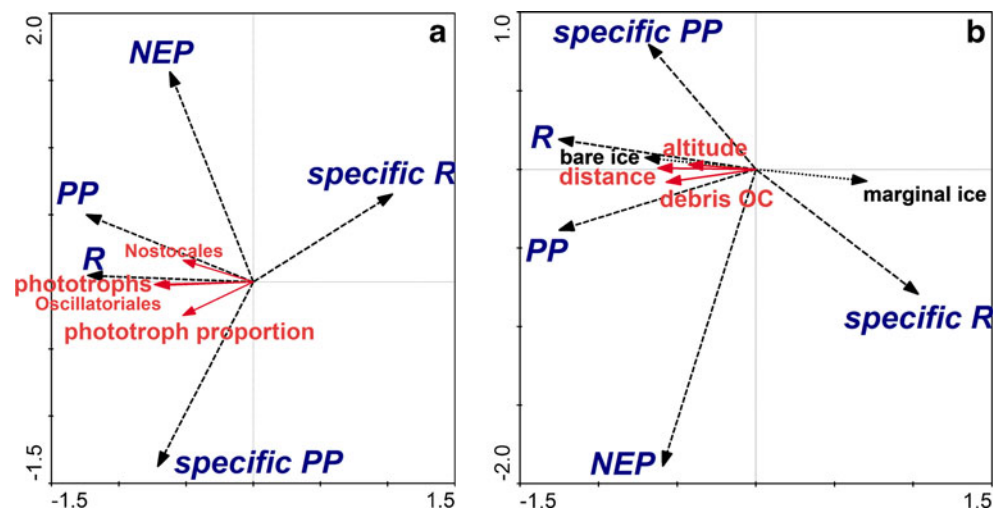 a
2.0
NEP
specific R
PP
Nostocales
R
phototrophs
Oscillatoriales
phototroph proportion
specific PP
-1.5
-1.5
1.5
b
1.0
specific PP
R
bare ice
altitude
distance
marginal ice
debris OC
PP
specific R
NEP
-2.0
-1.5
1.5